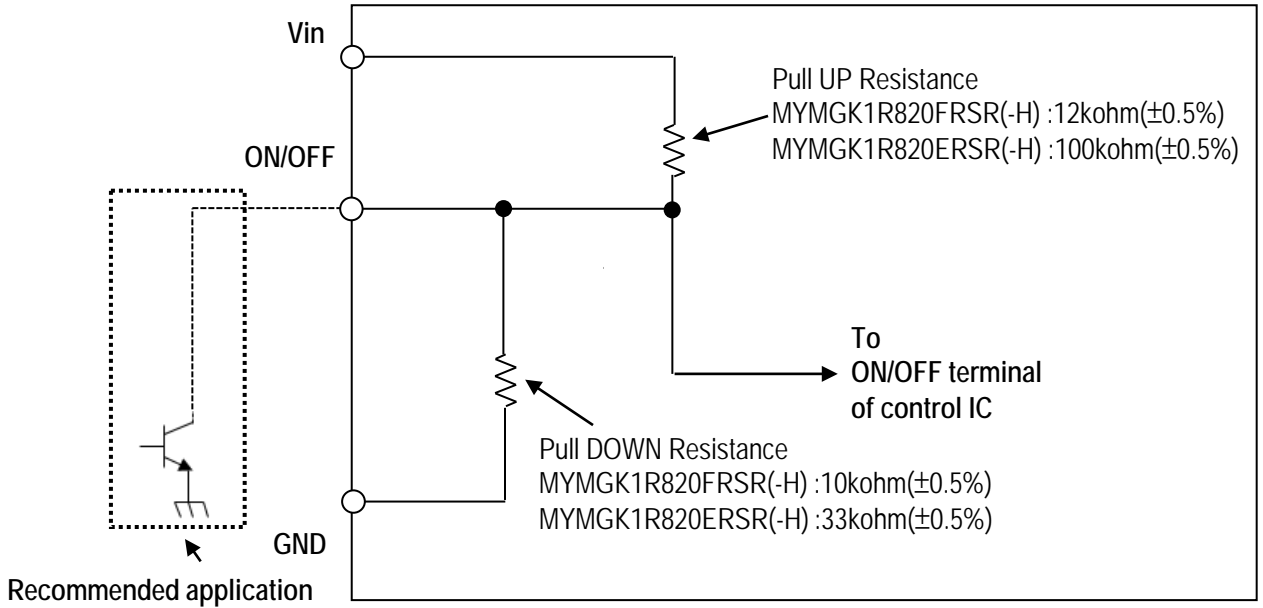 Vin
Pull UP Resistance
MYMGK1R820FRSR(-H) :12kohm(±0.5%)
MYMGK1R820ERSR(-H) :100kohm(±0.5%)
ON/OFF
To
ON/OFF terminal
of control IC
Pull DOWN Resistance
MYMGK1R820FRSR(-H) :10kohm(±0.5%)
MYMGK1R820ERSR(-H) :33kohm(±0.5%)
GND
Recommended application